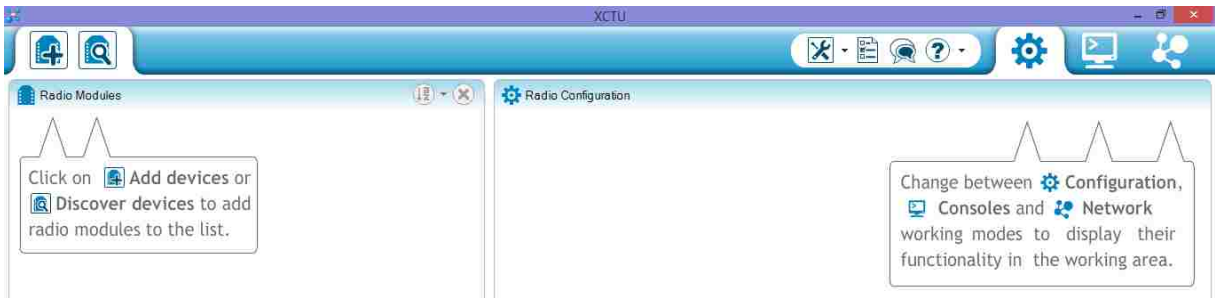 XCTU
Radio Modules
Radio Configuration
Click on Add devices or
Discover devices to add
radio modules to the list.
Change between Configuration,
Consoles and Network
working modes to display their
functionality in the working area.